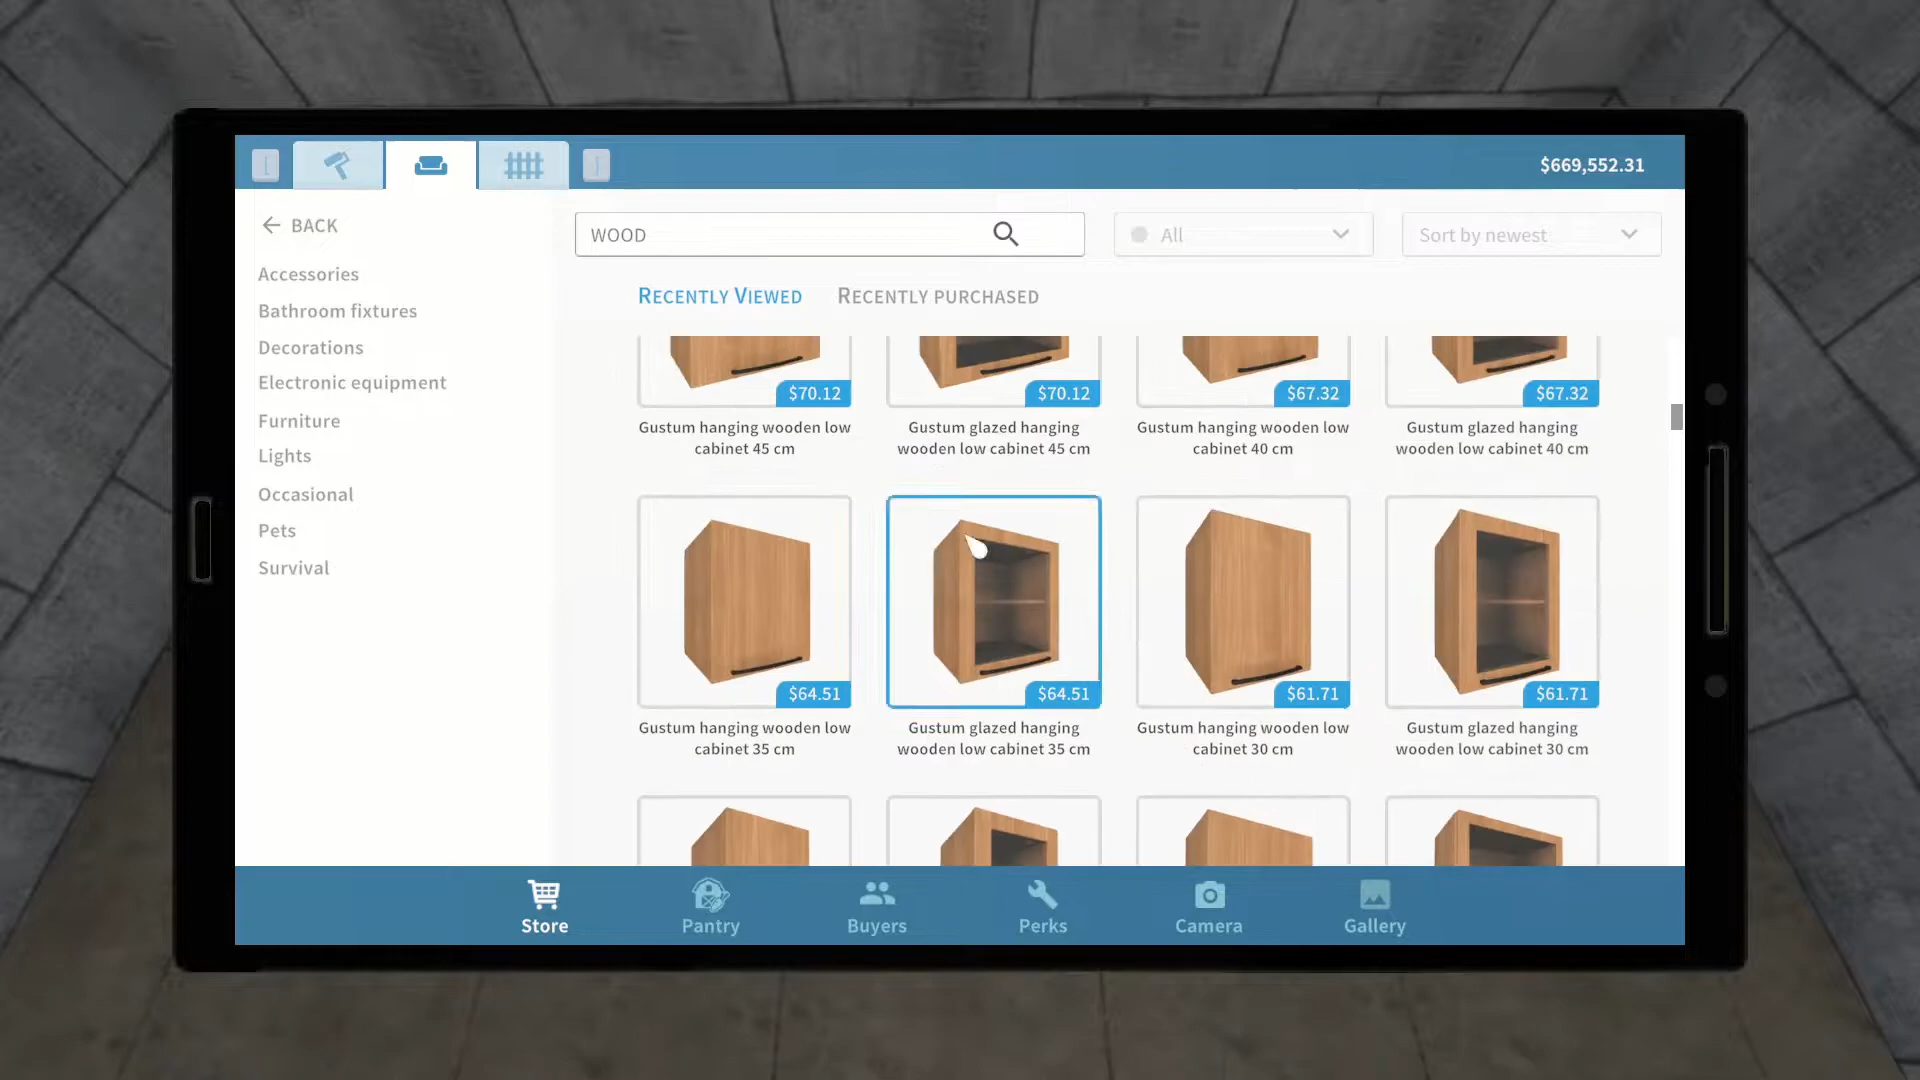 $669,552.31
BACK
WOOD
All
Sort by newest
Accessories
Bathroom fixtures
Decorations
Electronic equipment
Furniture
Lights
Occasional
Pets
Survival
RECENTLY VIEWED
RECENTLY PURCHASED
$70.12
$70.12
$67.32
$67.32
Gustum hanging wooden low
cabinet 45 cm
Gustum glazed hanging
wooden low cabinet 45 cm
Gustum hanging wooden low
cabinet 40 cm
Gustum glazed hanging
wooden low cabinet 40 cm
$64.51
$64.51
$61.71
$61.71
Gustum hanging wooden low
cabinet 35 cm
Gustum glazed hanging
wooden low cabinet 35 cm
Gustum hanging wooden low
cabinet 30 cm
Gustum glazed hanging
wooden low cabinet 30 cm
Store
Pantry
Buyers
Perks
Camera
Gallery